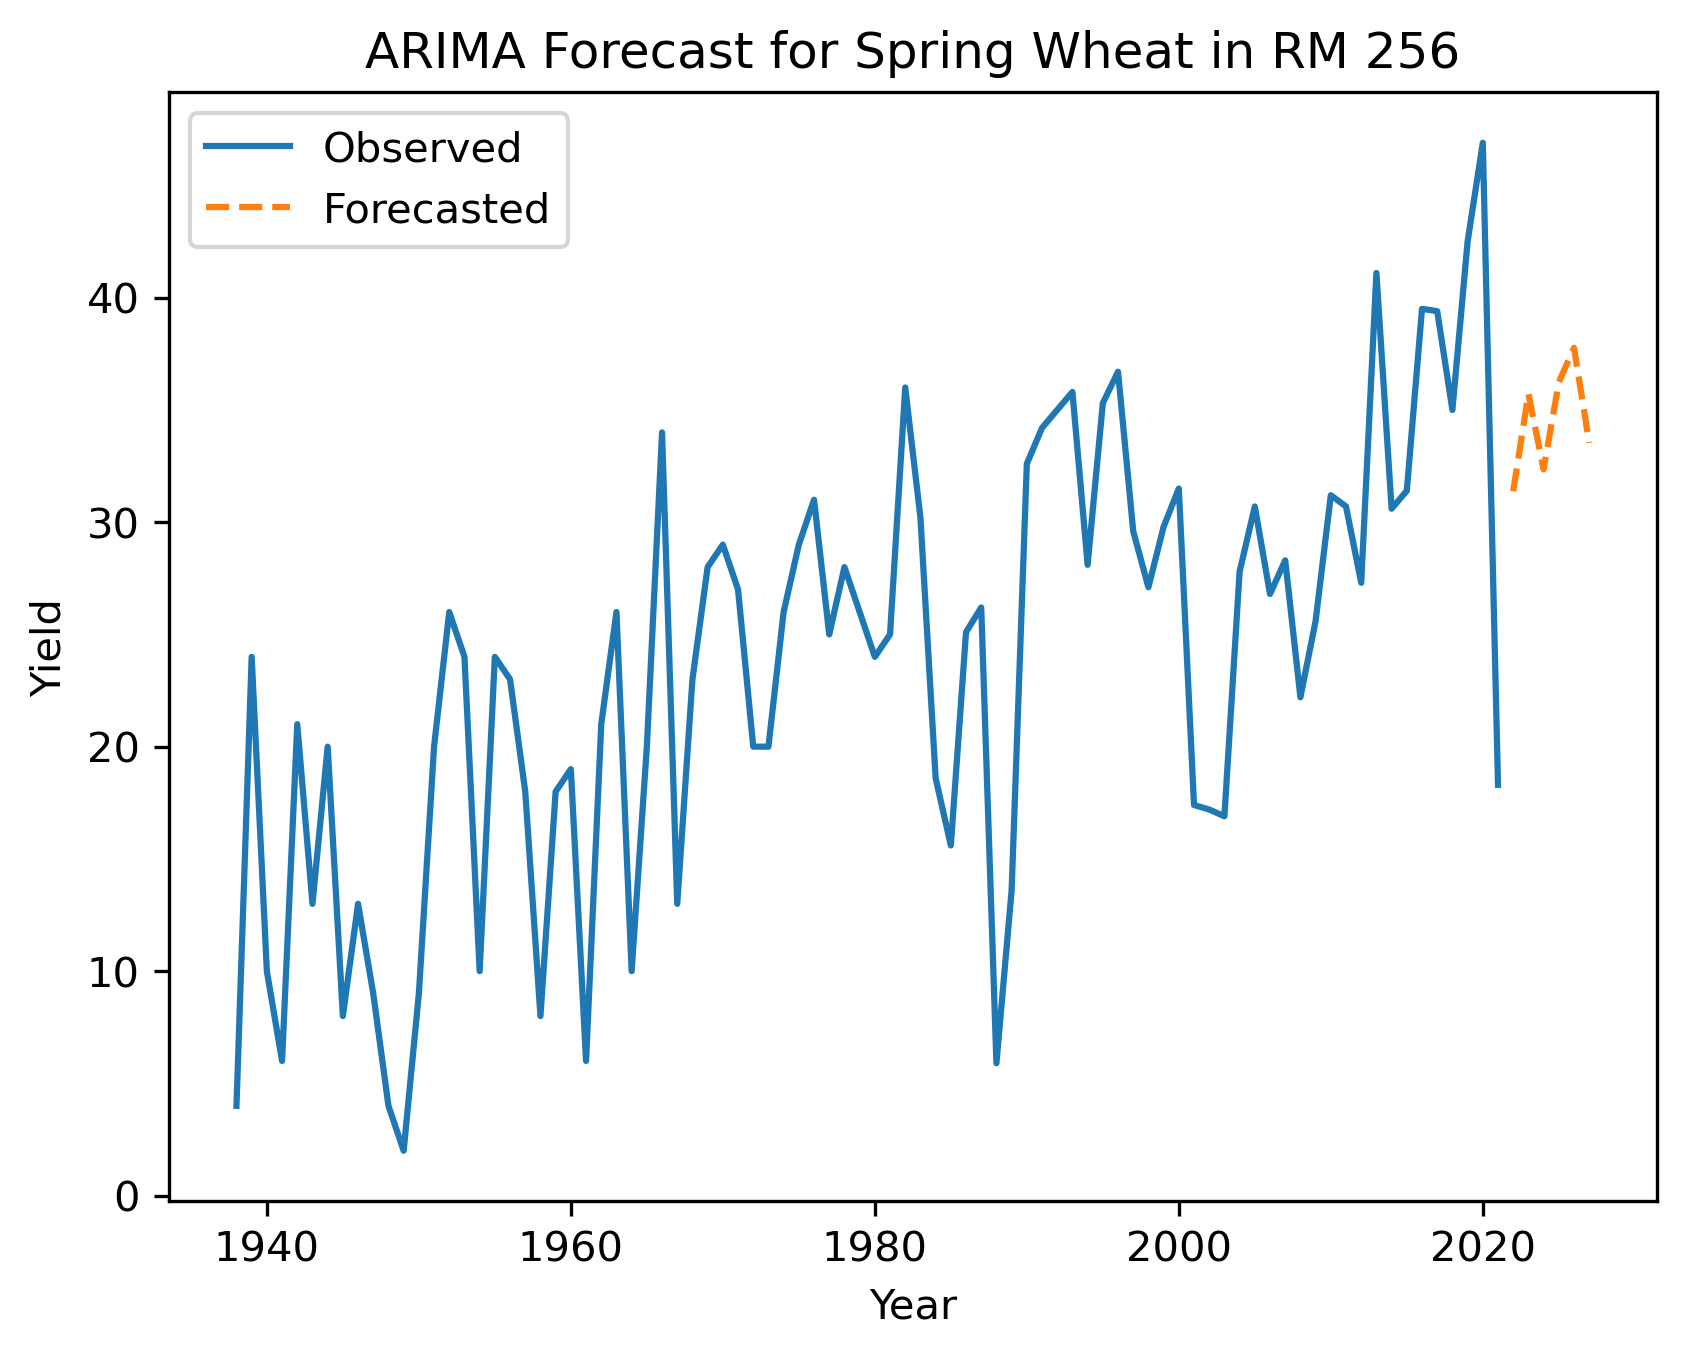 ARIMA Forecast for Spring Wheat in RM 256
Observed
Forecasted
40
30
20
10
0
Yield
1940 1960 1980 2000 2020
Year